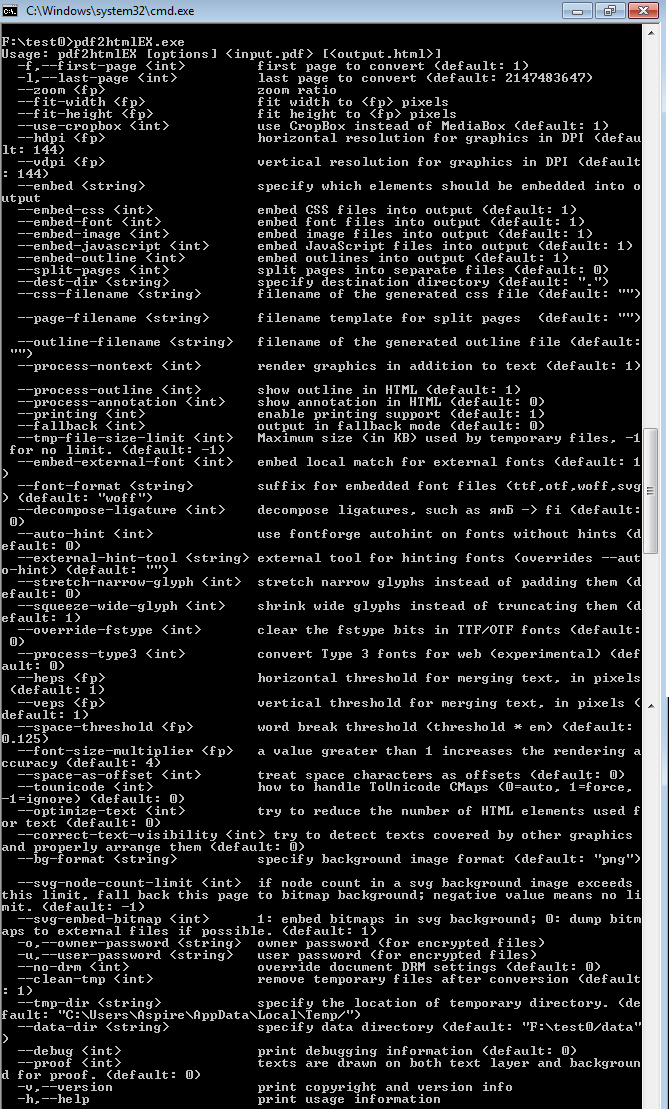 C:\Windows\system32\cmd.exe
F:\test0>pdf2htmlEX.exe
Usage: pdf2htmlEX [options] <input.pdf> [<output.html>]
  -f,--first-page <int>         first page to convert (default: 1)
  -l,--last-page <int>          last page to convert (default: 2147483647)
  --zoom <fp>                   zoom ratio
  --fit-width <fp>              fit width to <fp> pixels
  --fit-height <fp>             fit height to <fp> pixels
  --use-cropbox <int>           use CropBox instead of MediaBox (default: 1)
  --hdpi <fp>                   horizontal resolution for graphics in DPI (defau
lt: 144)
  --vdpi <fp>                   vertical resolution for graphics in DPI (default
: 144)
  --embed <string>              specify which elements should be embedded into o
utput
  --embed-css <int>             embed CSS files into output (default: 1)
  --embed-font <int>            embed font files into output (default: 1)
  --embed-image <int>           embed image files into output (default: 1)
  --embed-javascript <int>      embed JavaScript files into output (default: 1)
  --embed-outline <int>         embed outlines into output (default: 1)
  --split-pages <int>           split pages into separate files (default: 0)
  --dest-dir <string>           specify destination directory (default: ".")
  --css-filename <string>       filename of the generated css file (default: "")
  --page-filename <string>      filename template for split pages  (default: "")
  --outline-filename <string>   filename of the generated outline file (default:
 "")
  --process-nontext <int>       render graphics in addition to text (default: 1)
  --process-outline <int>       show outline in HTML (default: 1)
  --process-annotation <int>    show annotation in HTML (default: 0)
  --printing <int>              enable printing support (default: 1)
  --fallback <int>              output in fallback mode (default: 0)
  --tmp-file-size-limit <int>   Maximum size (in KB) used by temporary files, -1
 for no limit. (default: -1)
  --embed-external-font <int>   embed local match for external fonts (default: 1
)
  --font-format <string>        suffix for embedded font files (ttf,otf,woff,svg
) (default: "woff")
  --decompose-ligature <int>    decompose ligatures, such as ямБ -> fi (default:
 0)
  --auto-hint <int>             use fontforge autohint on fonts without hints (d
efault: 0)
  --external-hint-tool <string> external tool for hinting fonts (overrides --aut
o-hint) (default: "")
  --stretch-narrow-glyph <int>  stretch narrow glyphs instead of padding them (d
efault: 0)
  --squeeze-wide-glyph <int>    shrink wide glyphs instead of truncating them (d
efault: 1)
  --override-fstype <int>       clear the fstype bits in TTF/OTF fonts (default:
 0)
  --process-type3 <int>         convert Type 3 fonts for web (experimental) (def
ault: 0)
  --heps <fp>                   horizontal threshold for merging text, in pixels
 (default: 1)
  --veps <fp>                   vertical threshold for merging text, in pixels (
default: 1)
  --space-threshold <fp>        word break threshold (threshold * em) (default:
0.125)
  --font-size-multiplier <fp>   a value greater than 1 increases the rendering a
ccuracy (default: 4)
  --space-as-offset <int>       treat space characters as offsets (default: 0)
  --tounicode <int>             how to handle ToUnicode CMaps (0=auto, 1=force,
-1=ignore) (default: 0)
  --optimize-text <int>         try to reduce the number of HTML elements used f
or text (default: 0)
  --correct-text-visibility <int> try to detect texts covered by other graphics
and properly arrange them (default: 0)
  --bg-format <string>          specify background image format (default: "png")
  --svg-node-count-limit <int>  if node count in a svg background image exceeds
this limit, fall back this page to bitmap background; negative value means no li
mit. (default: -1)
  --svg-embed-bitmap <int>      1: embed bitmaps in svg background; 0: dump bitm
aps to external files if possible. (default: 1)
  -o,--owner-password <string>  owner password (for encrypted files)
  -u,--user-password <string>   user password (for encrypted files)
  --no-drm <int>                override document DRM settings (default: 0)
  --clean-tmp <int>             remove temporary files after conversion (default
: 1)
  --tmp-dir <string>            specify the location of temporary directory. (de
fault: "C:\Users\Aspire\AppData\Local\Temp/")
  --data-dir <string>           specify data directory (default: "F:\test0/data"
)
  --debug <int>                 print debugging information (default: 0)
  --proof <int>                 texts are drawn on both text layer and backgroun
d for proof. (default: 0)
  -v,--version                  print copyright and version info
  -h,--help                     print usage information